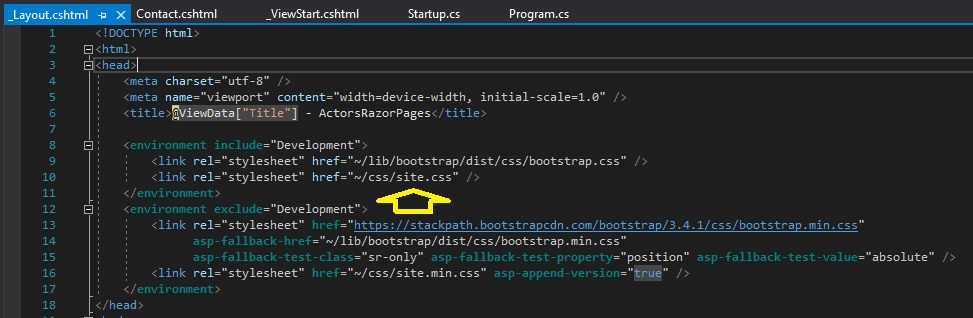 _Layout.cshtml Contact.cshtml _ViewStart.cshtml Startup.cs Program.cs
1 <!DOCTYPE html>
2 <html>
3 <head>
4 <meta charset="utf-8" />
5 <meta name="viewport" content="width=device-width, initial-scale=1.0" />
6 <title>@ViewData["Title"] - ActorsRazorPages</title>
7
8 <environment include="Development">
9 <link rel="stylesheet" href="~/lib/bootstrap/dist/css/bootstrap.css" />
10 <link rel="stylesheet" href="~/css/site.css" />
11 </environment>
12 <environment exclude="Development">
13 <link rel="stylesheet" href="https://stackpath.bootstrapcdn.com/bootstrap/3.4.1/css/bootstrap.min.css"
14 asp-fallback-href="~/lib/bootstrap/dist/css/bootstrap.min.css"
15 asp-fallback-test-class="sr-only" asp-fallback-test-property="position" asp-fallback-test-value="absolute" />
16 <link rel="stylesheet" href="~/css/site.min.css" asp-append-version="true" />
17 </environment>
18 </head>